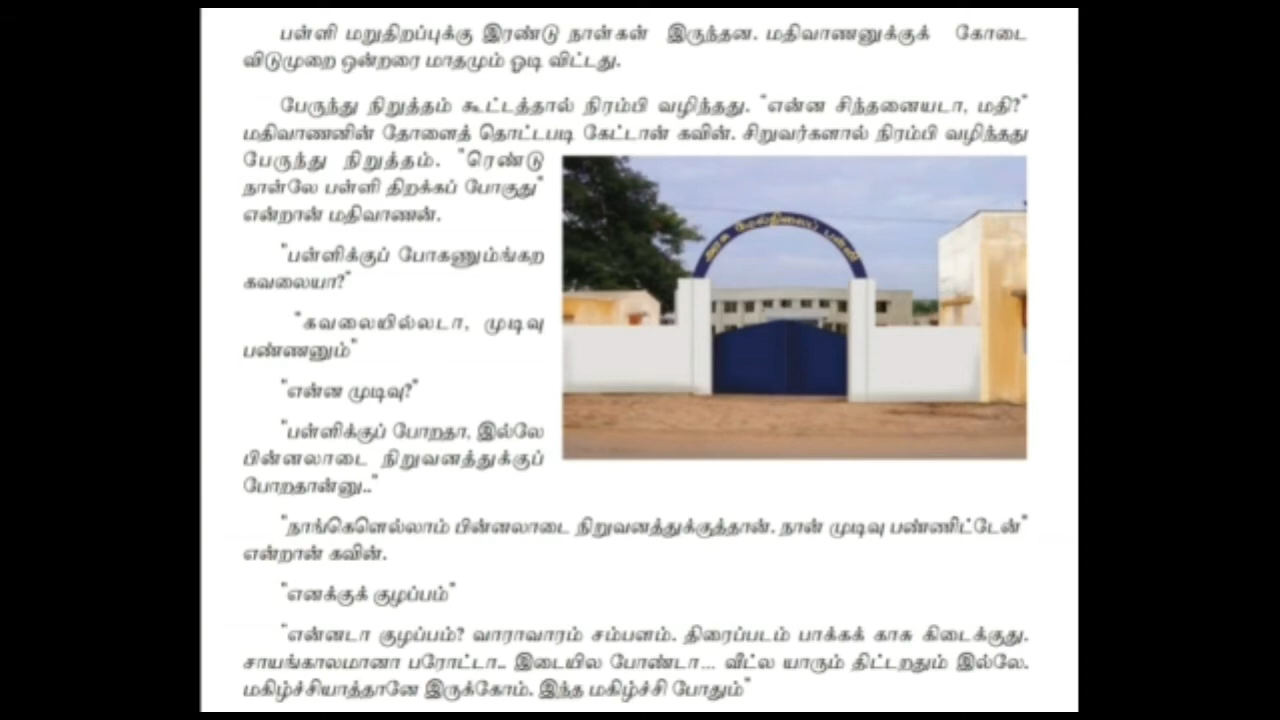 பள்ளி மறுதிறப்புக்கு இரண்டு நாள்கள் இருந்தன. மதிவாணனுக்குக் கோடை
விடுமுறை ஒன்றரை மாதமும் ஓடி விட்டது.
பேருந்து நிறுத்தம் கூட்டத்தால் நிரம்பி வழிந்தது. "என்ன சிந்தனையடா, மதி?"
மதிவாணனின் தோளைத் தொட்டபடி கேட்டான் கவின். சிறுவர்களால் நிரம்பி வழிந்தது
பேருந்து நிறுத்தம். "ரெண்டு
நாள்லே பள்ளி திறக்கப் போகுது"
என்றான் மதிவாணன்.
"பள்ளிக்குப் போகணும்ங்கற
கவலையா?"
"கவலையில்லடா, முடிவு
பண்ணனும்"
"என்ன முடிவு?"
"பள்ளிக்குப் போறதா, இல்லே
பின்னலாடை நிறுவனத்துக்குப்
போறதான்னு.."
அரசு மேல்நிலைப் பள்ளி
"நாங்கெளெல்லாம் பின்னலாடை நிறுவனத்துக்குத்தான். நான் முடிவு பண்ணிட்டேன்"
என்றான் கவின்.
"எனக்குக் குழப்பம்"
"என்னடா குழப்பம்? வாராவாரம் சம்பளம். திரைப்படம் பாக்கக் காசு கிடைக்குது.
சாயங்காலமானா பரோட்டா.. இடையில போண்டா... வீட்ல யாரும் திட்டறதும் இல்லே.
மகிழ்ச்சியாத்தானே இருக்கோம். இந்த மகிழ்ச்சி போதும்"